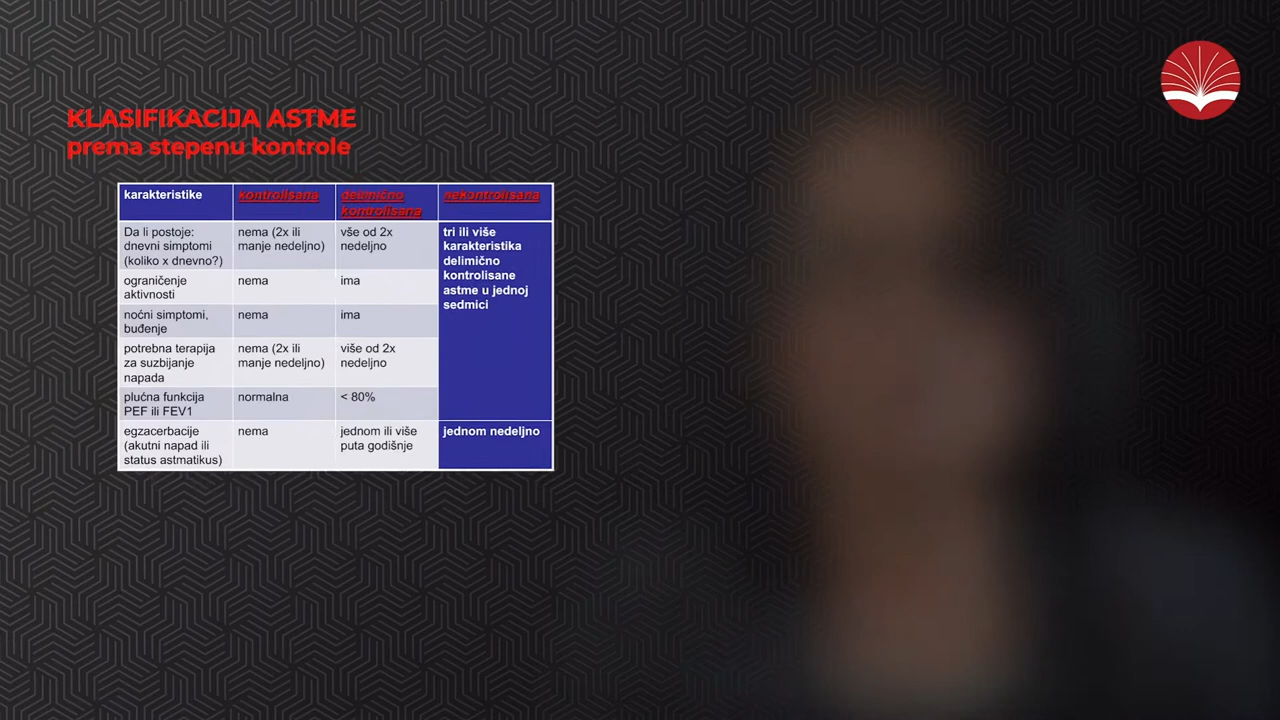 KLASIFIKACIJA ASTME
prema stepenu kontrole
karakteristike
kontrolisana
delimično
kontrolisana
nekontrolisana
Da li postoje:
dnevni simptomi
(koliko x dnevno?)
nema (2x ili
manje nedeljno)
vše od 2x
nedeljno
tri ili više
karakteristika
delimično
kontrolisane
astme u jednoj
sedmici
ograničenje
aktivnosti
nema
ima
noćni simptomi,
buđenje
nema
ima
potrebna terapija
za suzbijanje
napada
nema (2x ili
manje nedeljno)
više od 2x
nedeljno
plućna funkcija
PEF ili FEV1
normalna
< 80%
egzacerbacije
(akutni napad ili
status astmatikus)
nema
jednom ili više
puta godišnje
jednom nedeljno